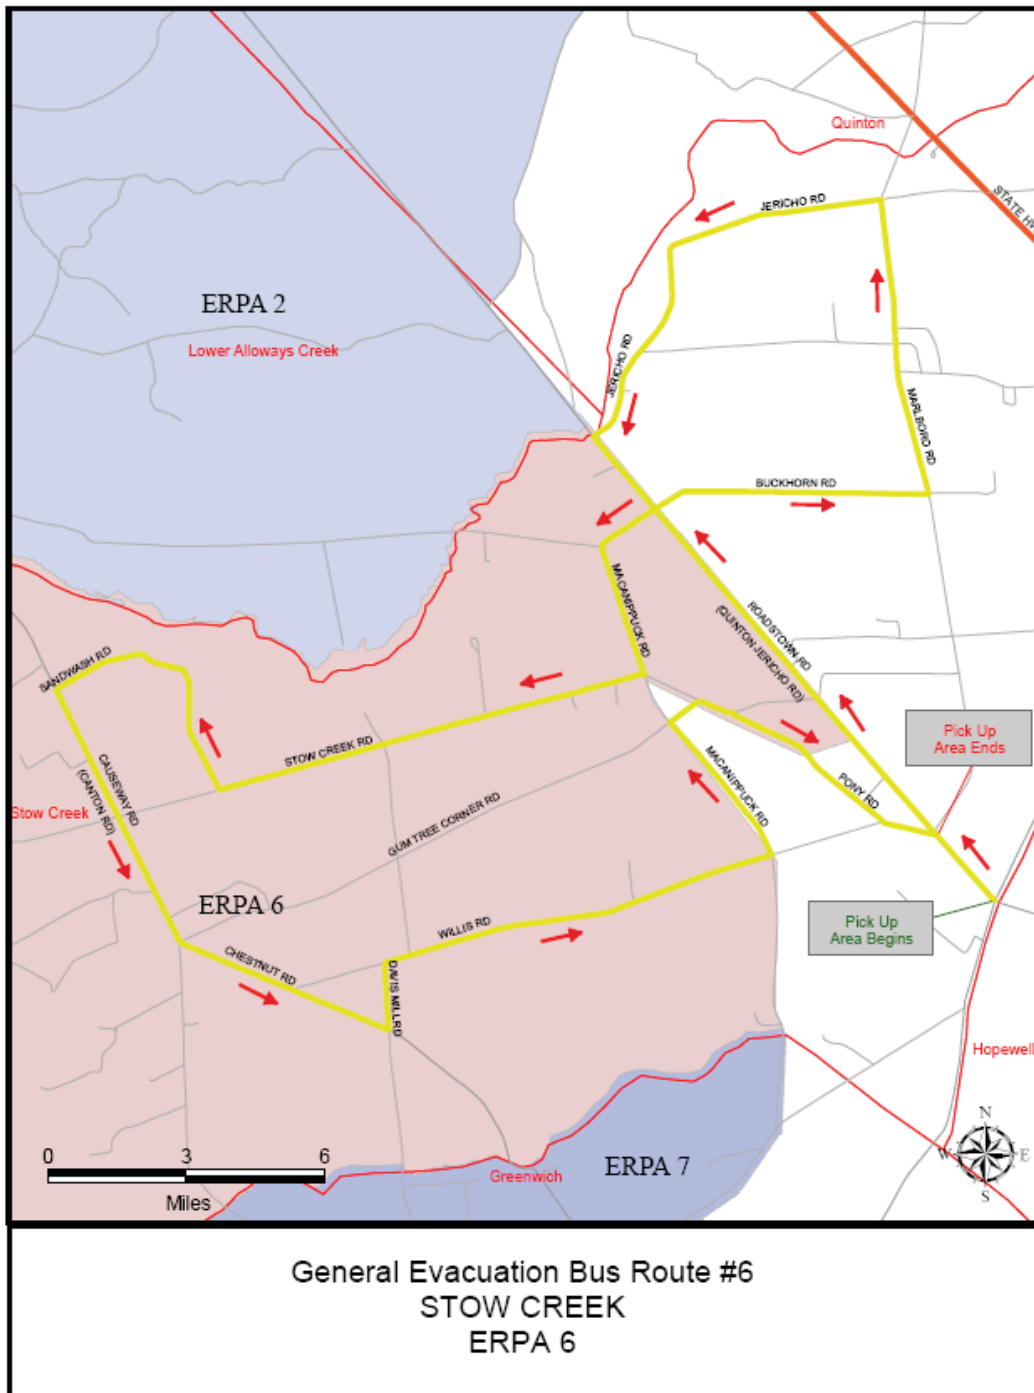 Quinton
STATE HW
JERICHO RD
ERPA 2
Lower Alloways Creek
JERICHO RD
MARLBORO RD
BUCKHORN RD
MACANIPPUCK RD
ROADSTOWN RD
(QUINTON JERICHO RD)
SANDWASH RD
STOW CREEK RD
Pick Up
Area Ends
CAUSEWAY RD
(CANTON RD)
MACANIPPUCK RD
PONY RD
Stow Creek
GUM TREE CORNER RD
ERPA 6
WILLIS RD
Pick Up
Area Begins
CHESTNUT RD
DAVIS MILL RD
Hopewell
N
W
E
S
0 3 6
Miles
ERPA 7
Greenwich
General Evacuation Bus Route #6
STOW CREEK
ERPA 6